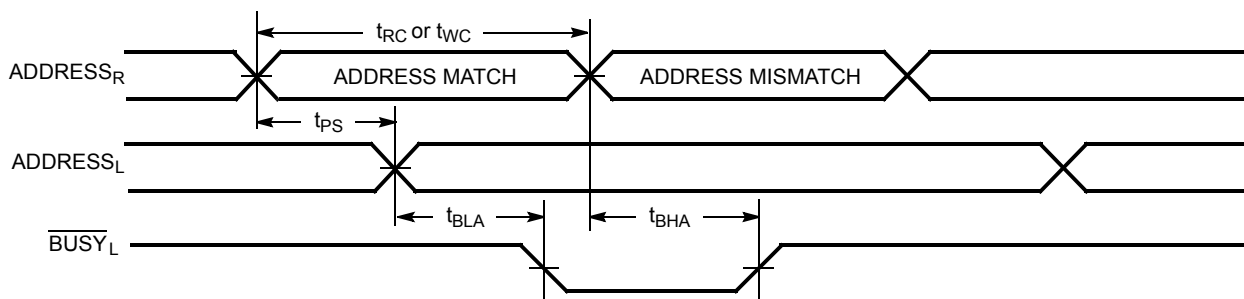 tRC or tWC
ADDRESSR
ADDRESS MATCH
ADDRESS MISMATCH
tPS
ADDRESSL
tBLA
tBHA
BUSYL